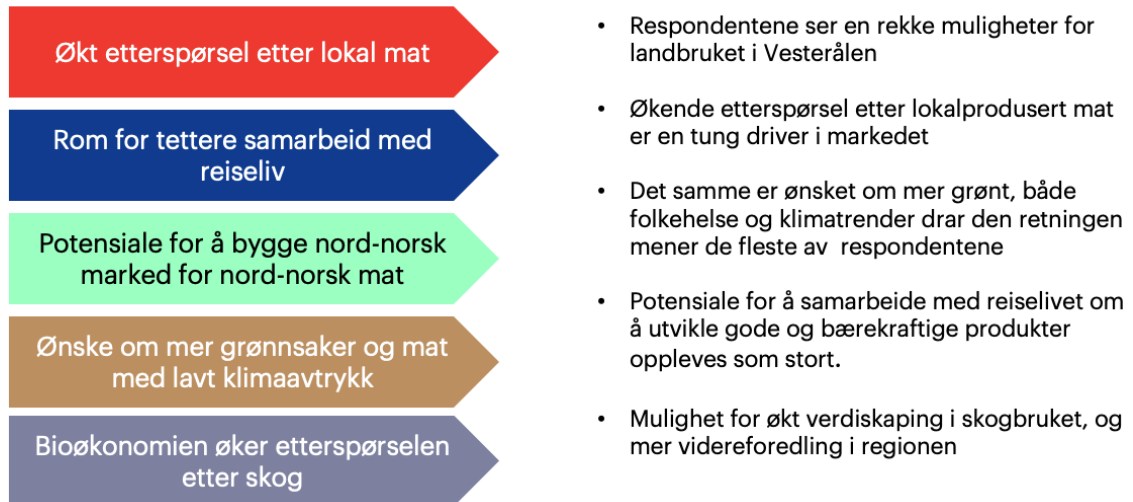 Økt etterspørsel etter lokal mat
Rom for tettere samarbeid med
reiseliv
Potensiale for å bygge nord-norsk
marked for nord-norsk mat
Ønske om mer grønnsaker og mat
med lavt klimaavtrykk
Bioøkonomien øker etterspørselen
etter skog
• Respondentene ser en rekke muligheter for
landbruket i Vesterålen
• Økende etterspørsel etter lokalprodusert mat
er en tung driver i markedet
• Det samme er ønsket om mer grønt, både
folkehelse og klimatrender drar den retningen
mener de fleste av  respondentene
• Potensiale for å samarbeide med reiselivet om
å utvikle gode og bærekraftige produkter
oppleves som stort.
• Mulighet for økt verdiskaping i skogbruket, og
mer videreforedling i regionen